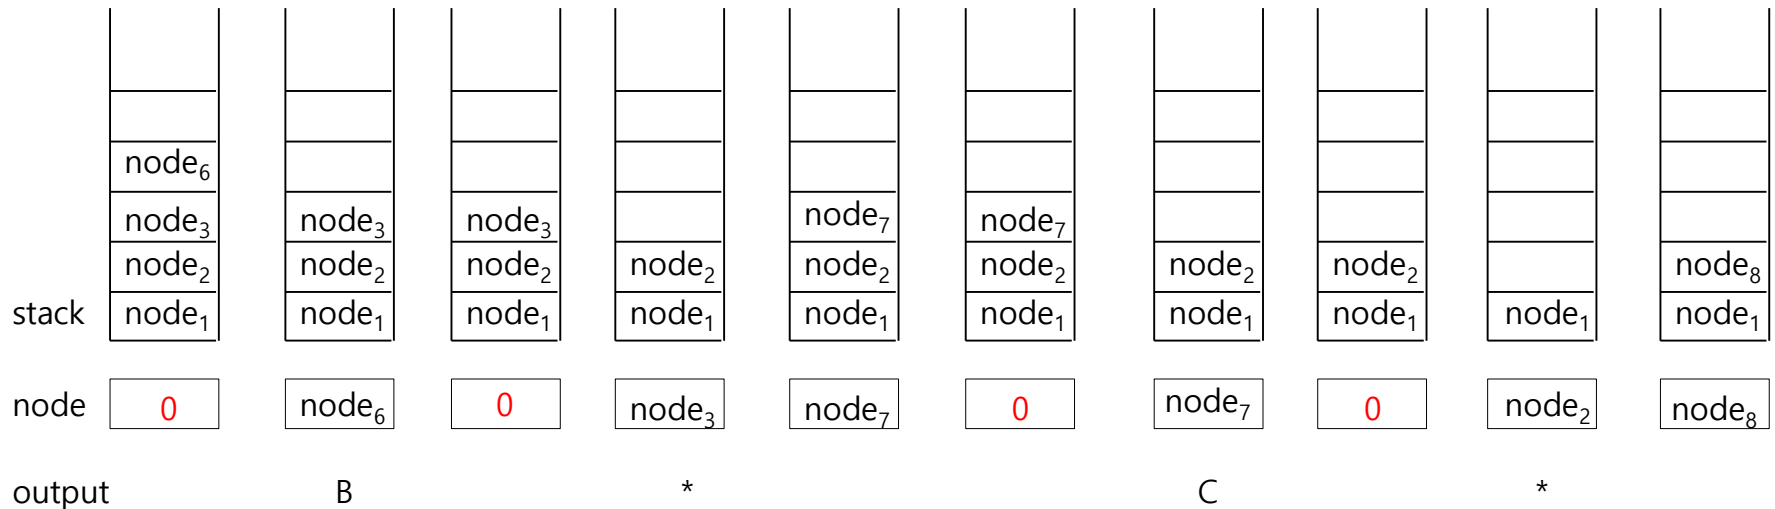 node₆
node₃ node₃ node₃ node₇ node₇
node₂ node₂ node₂ node₂ node₂ node₂ node₂ node₂ node₈
stack node₁ node₁ node₁ node₁ node₁ node₁ node₁ node₁ node₁ node₁
node 0 node₆ 0 node₃ node₇ 0 node₇ 0 node₂ node₈
output B * C *